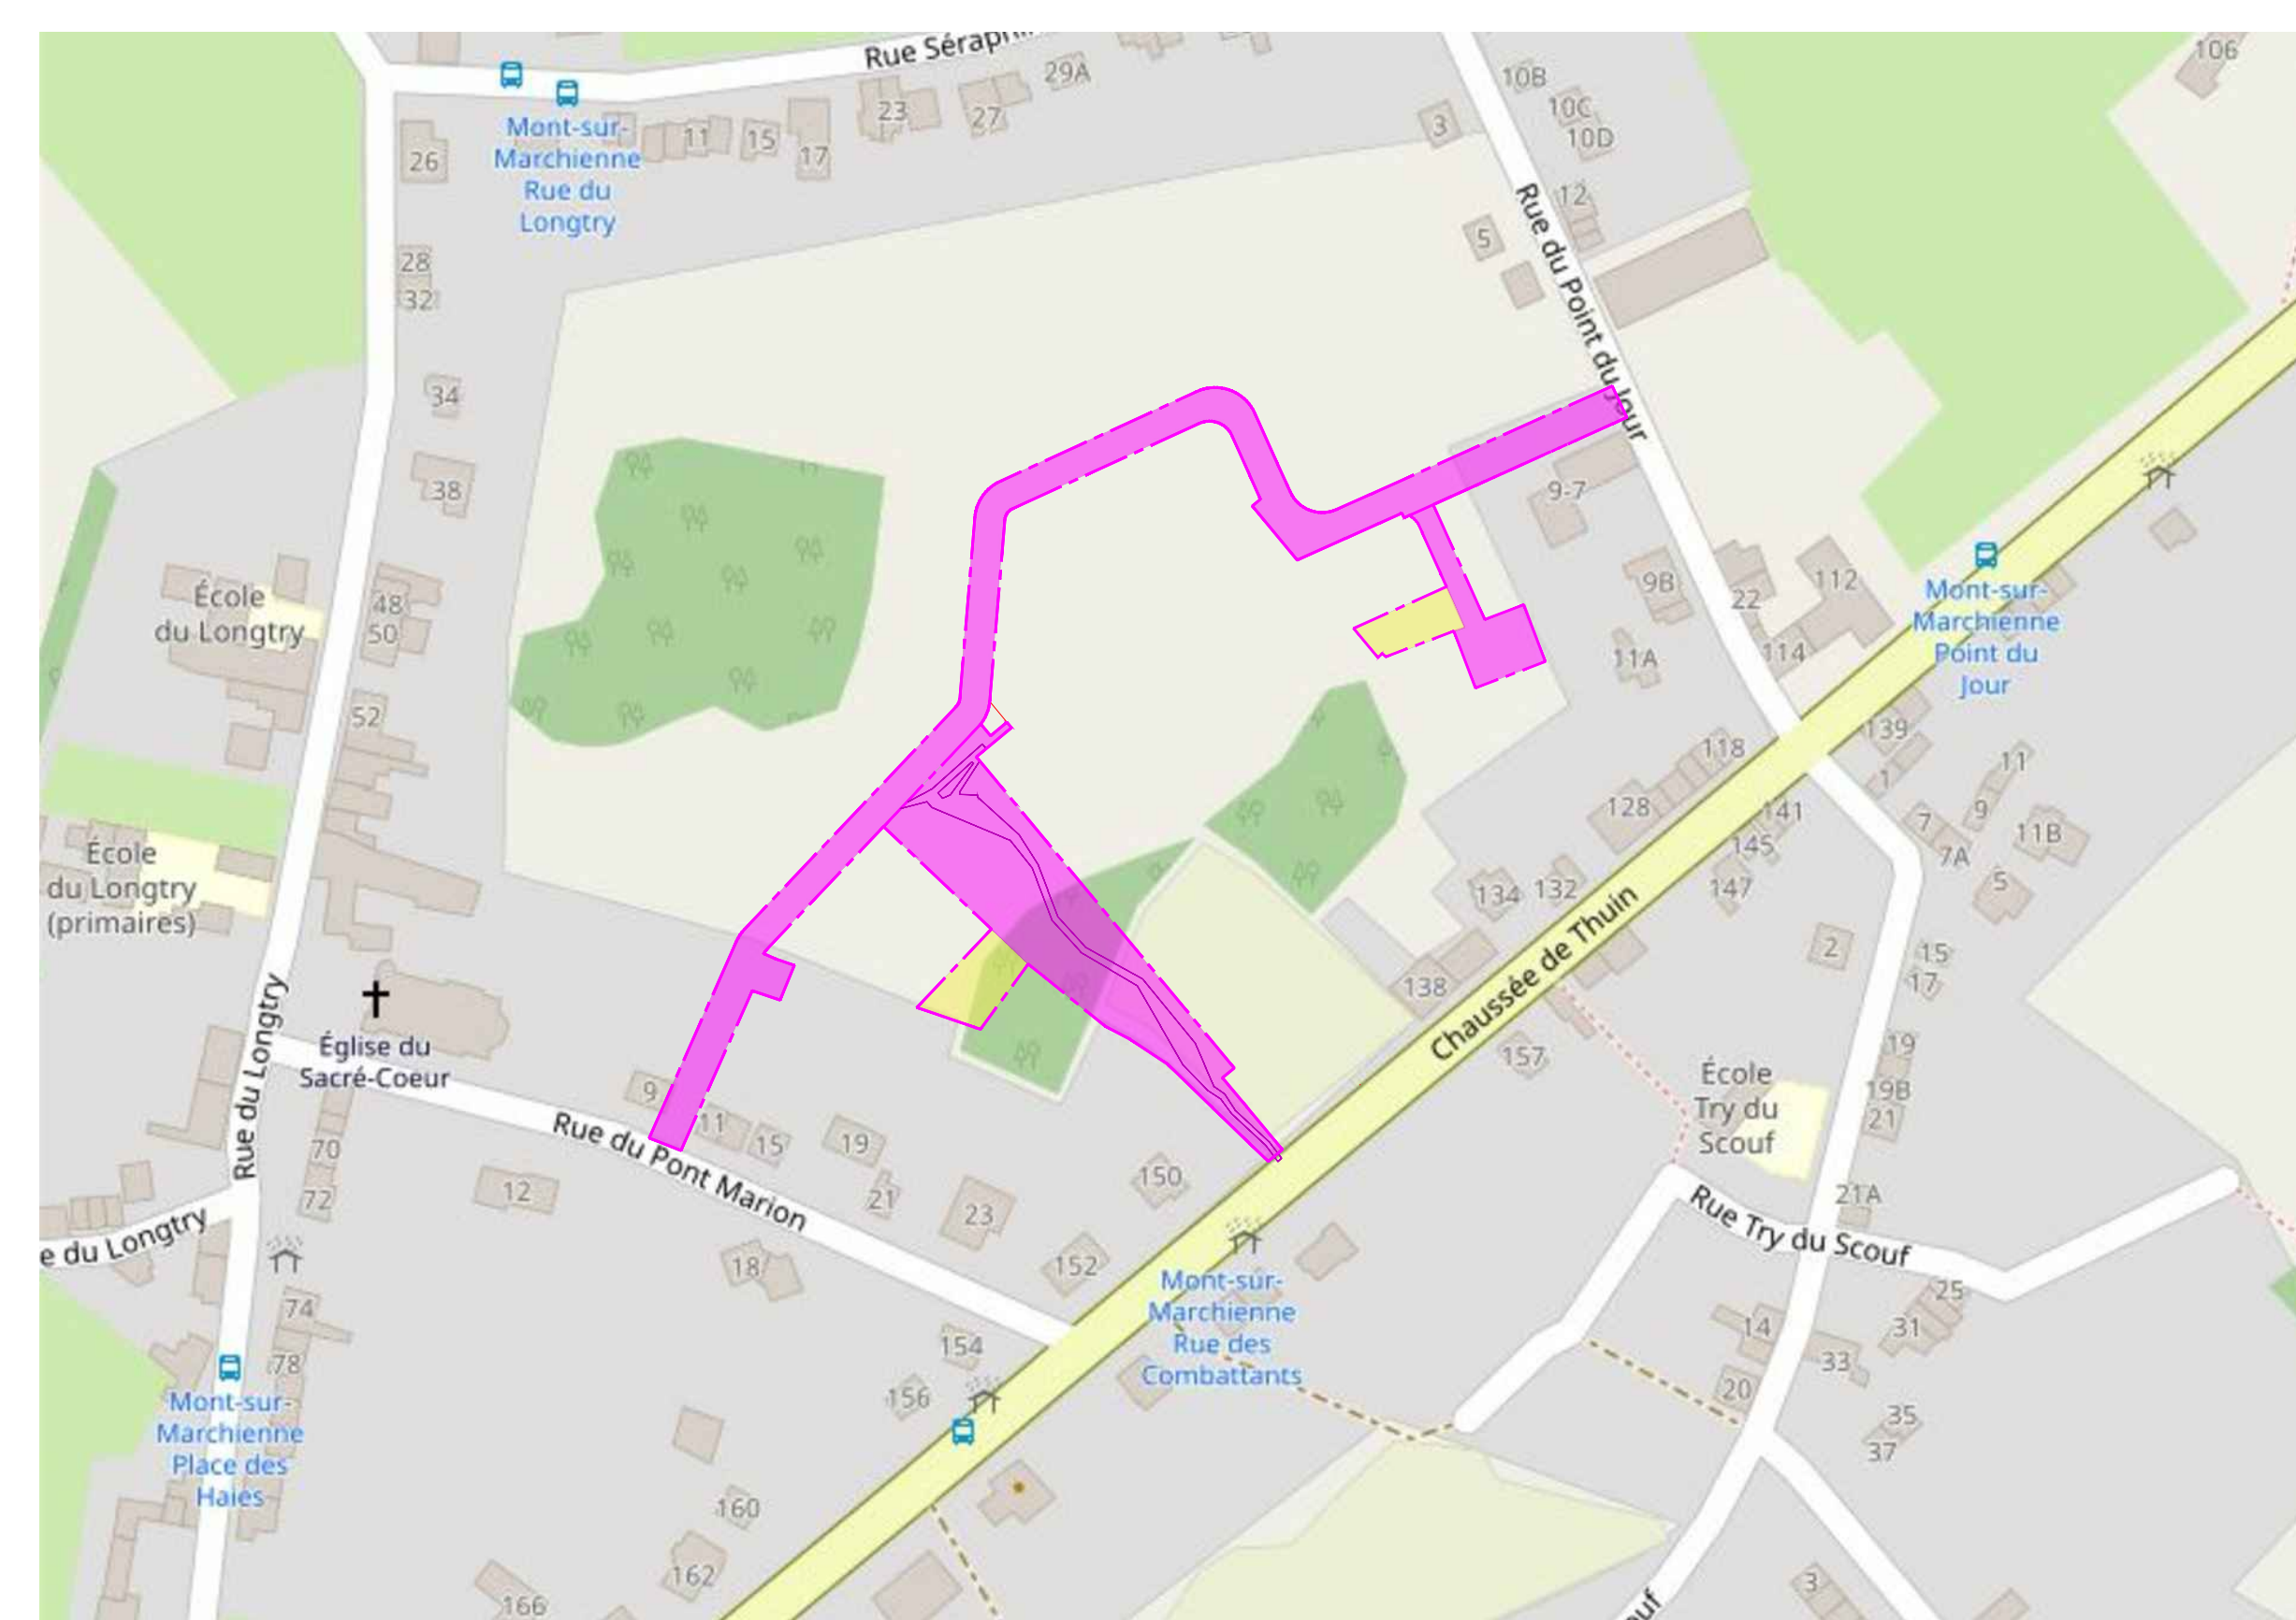 Rue Séraphi
29A
106
10B
10C
10D
3
23
27
Mont-sur-
Marchienne
Rue du
Longtry
11
15
17
26
12
5
Rue du Point du Jour
28
32
34
38
9-7
École
du Longtry
48
50
52
9B
22
112
11A
114
Mont-sur-
Marchienne
Point du
Jour
118
139
128
141
145
1
11
9
7
11B
7A
5
École
du Longtry
(primaires)
134
132
147
138
Chaussée de Thuin
2
15
17
157
19
19B
21
Église du
Sacré-Coeur
Rue du Longtry
9
11
15
19
21
23
150
152
Rue du Pont Marion
12
18
70
72
e du Longtry
École
Try du
Scouf
21A
Rue Try du Scouf
25
31
14
33
20
35
37
74
78
Mont-sur-
Marchienne
Rue des
Combattants
154
156
Mont-sur-
Marchienne
Place des
Haies
160
162
166
3
ouf